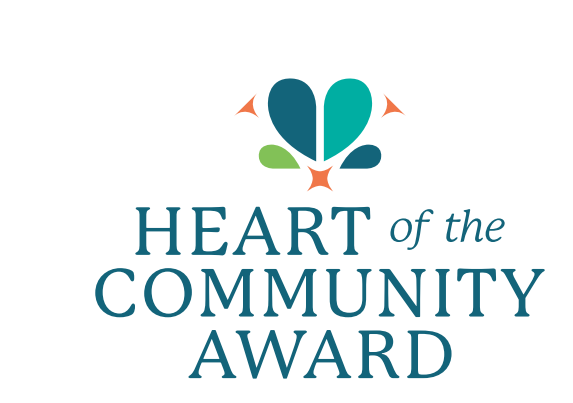 HEART of the
COMMUNITY
AWARD